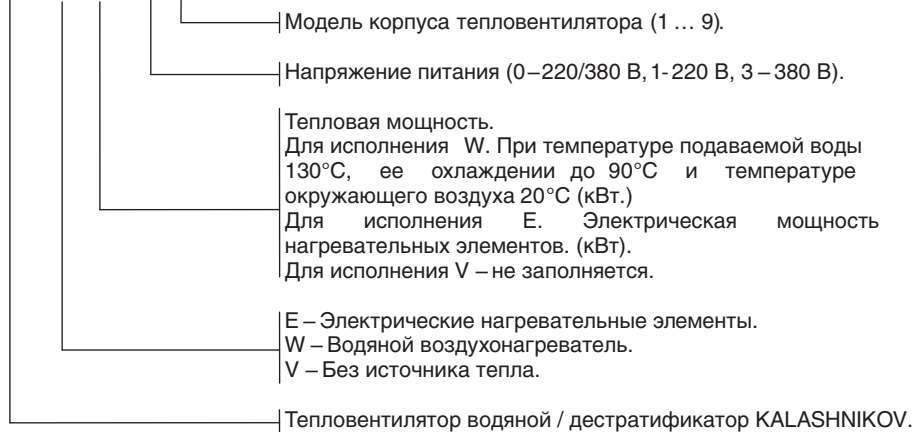 Модель корпуса тепловентилятора (1 ... 9).
Напряжение питания (0–220/380 В, 1-220 В, 3 – 380 В).
Тепловая мощность.
Для исполнения W. При температуре подаваемой воды
130°С, ее охлаждении до 90°С и температуре
окружающего воздуха 20°С (кВт.)
Для исполнения E. Электрическая мощность
нагревательных элементов. (кВт).
Для исполнения V – не заполняется.
E – Электрические нагревательные элементы.
W – Водяной воздухонагреватель.
V – Без источника тепла.
Тепловентилятор водяной / дестратификатор KALASHNIKOV.